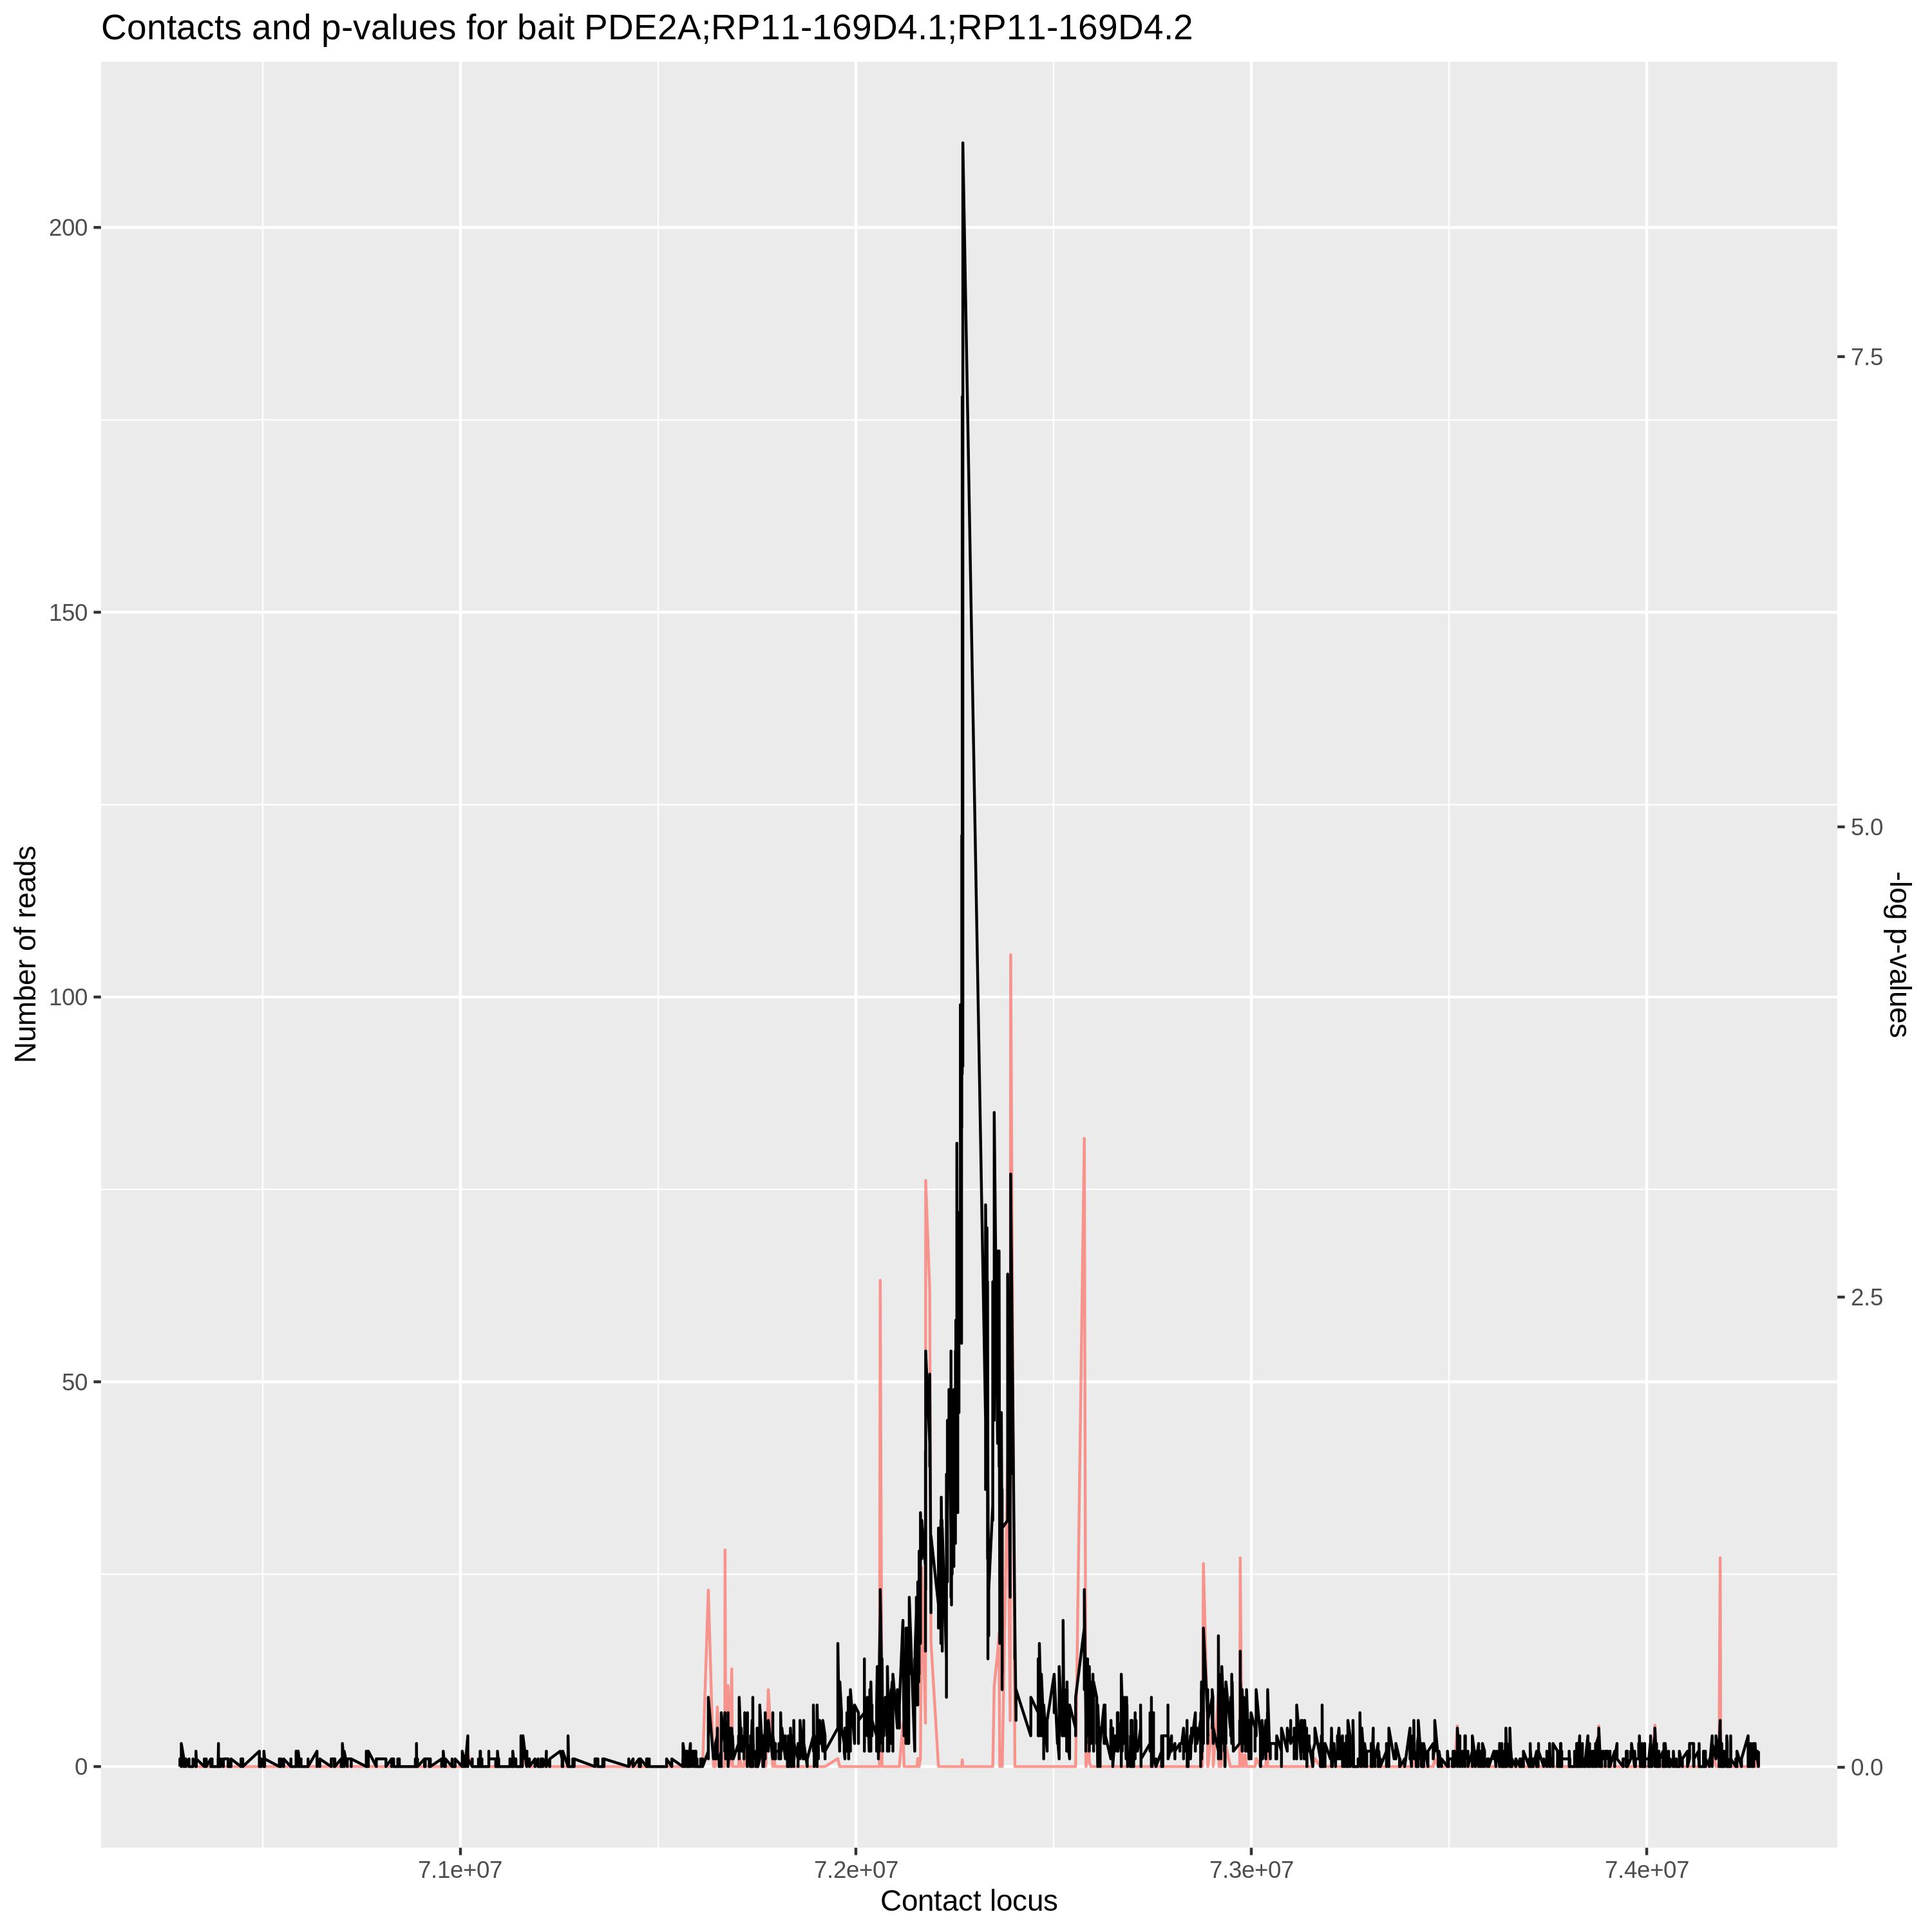 Contacts and p-values for bait PDE2A;RP11-169D4.1;RP11-169D4.2
200
150
100
50
0
Number of reads
7.5
5.0
2.5
0.0
-log p-values
7.1e+07
7.2e+07
7.3e+07
7.4e+07
Contact locus